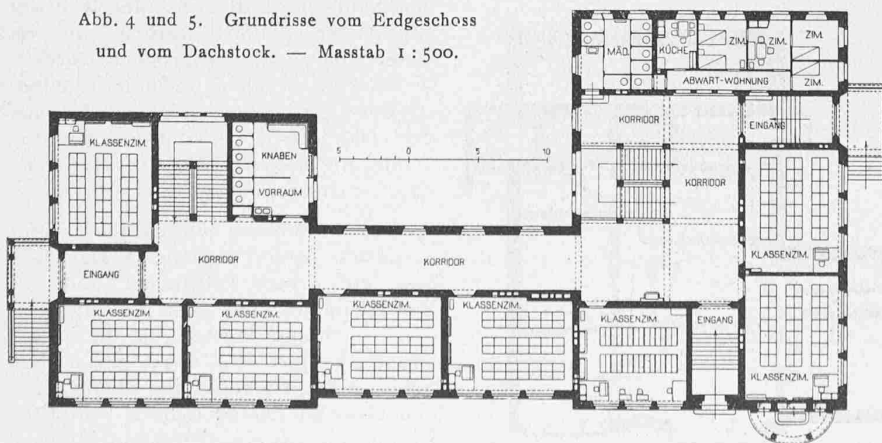 Abb. 4 und 5. Grundrisse vom Erdgeschoss
und vom Dachstock. — Masstab 1 : 500.
MÄD.
KÜCHE
ZIM.
ZIM.
ZIM.
ABWART-WOHNUNG
ZIM.
KORRIDOR
EINGANG
KLASSENZIM.
KNABEN
VORRAUM
5
0
5
10
KORRIDOR
KLASSENZIM.
EINGANG
KORRIDOR
KORRIDOR
KLASSENZIM.
KLASSENZIM.
KLASSENZIM.
KLASSENZIM.
KLASSENZIM.
EINGANG
KLASSENZIM.